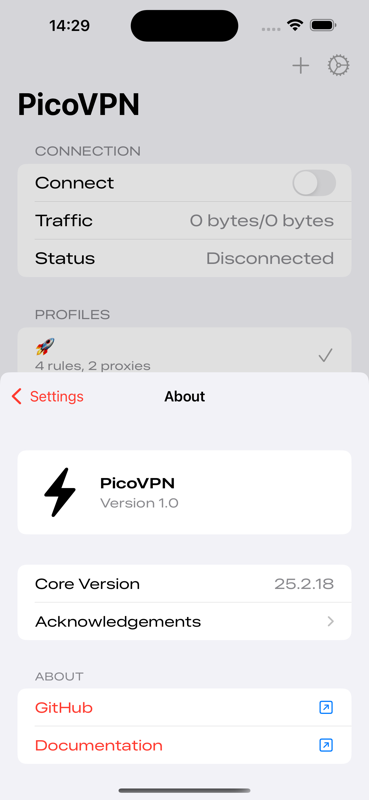 14:29
PicoVPN
CONNECTION
Connect
Traffic 0 bytes/0 bytes
Status Disconnected
PROFILES
🚀
4 rules, 2 proxies
Settings About
PicoVPN
Version 1.0
Core Version 25.2.18
Acknowledgements
ABOUT
GitHub
Documentation